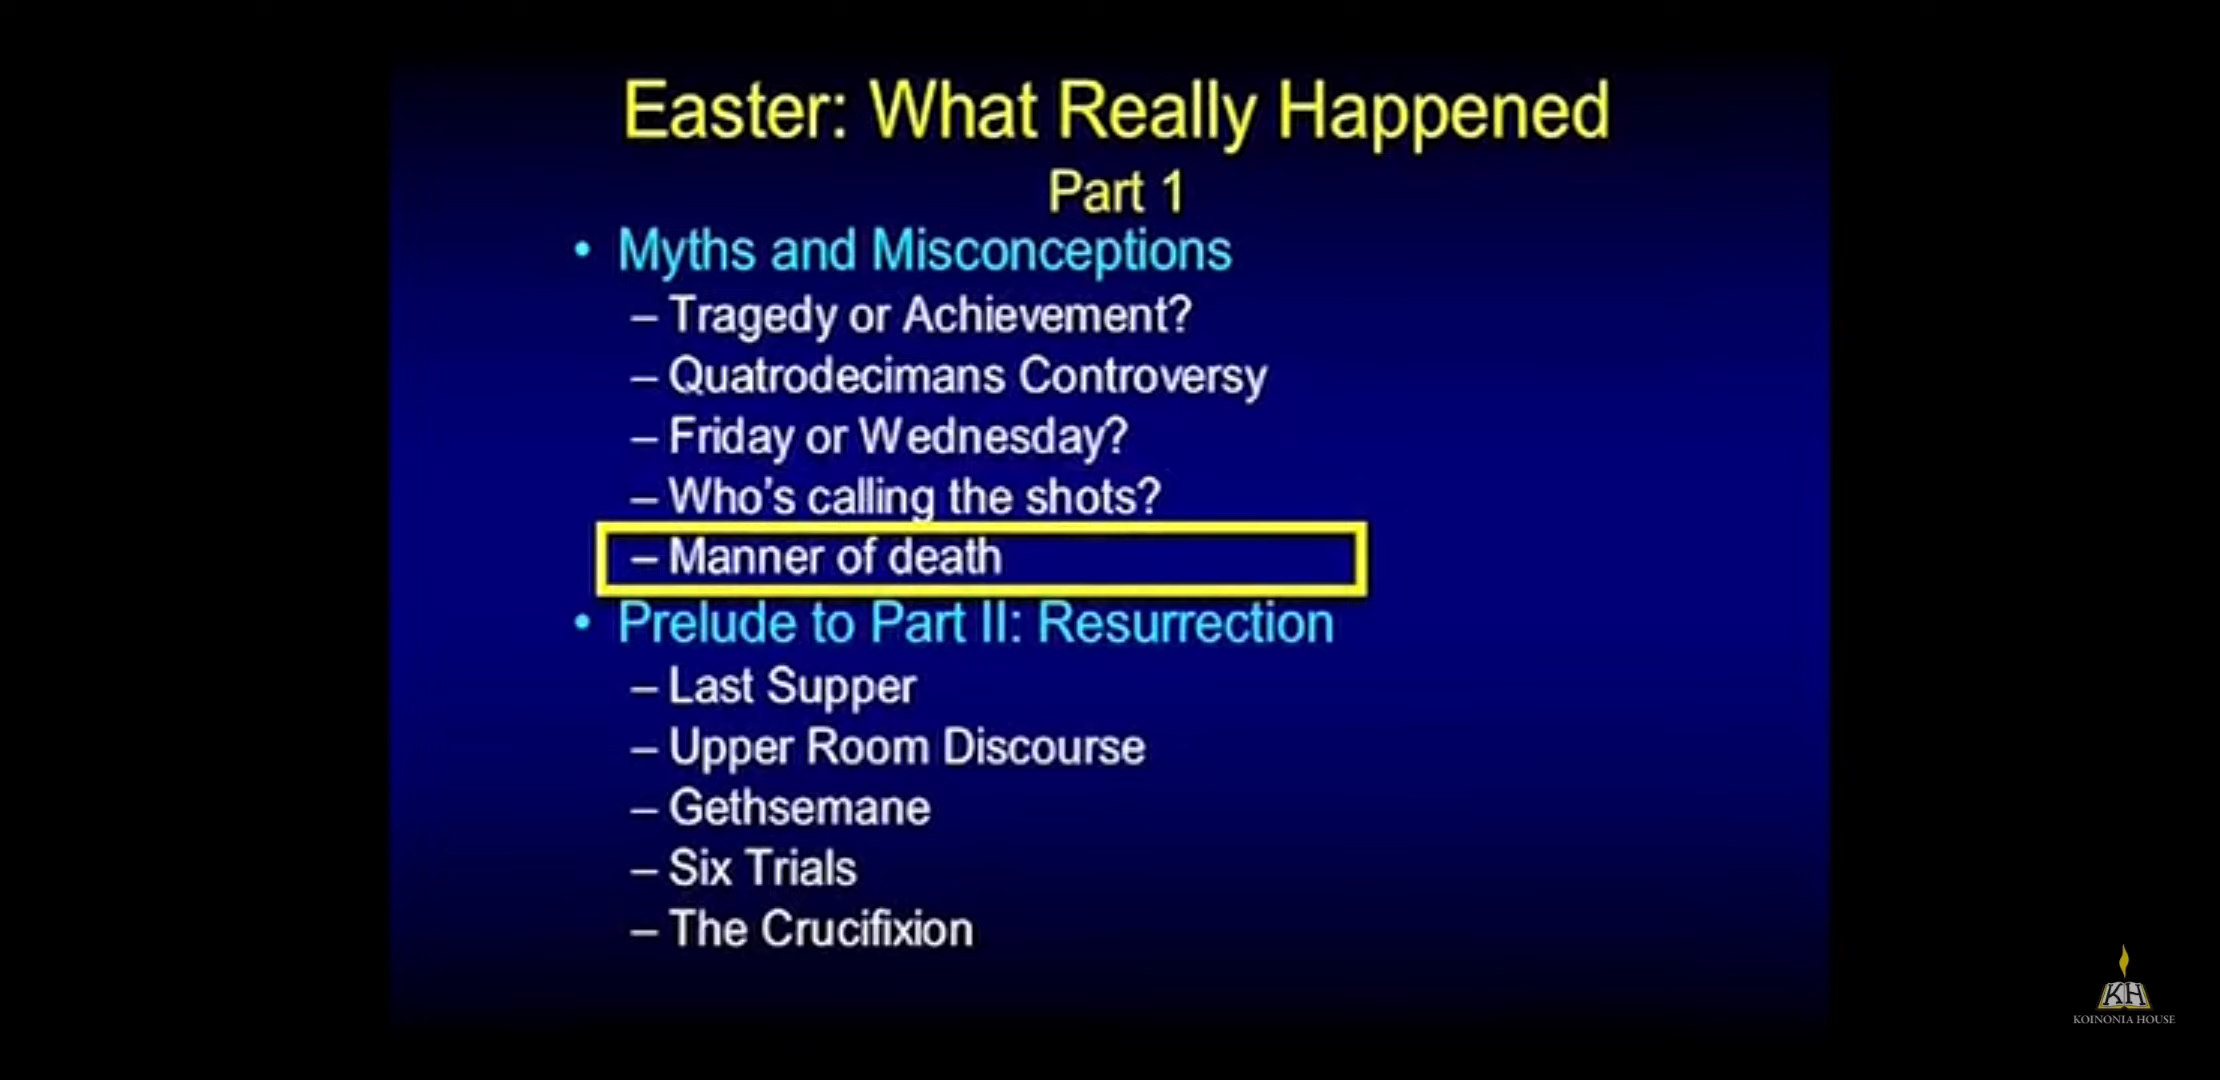 Easter: What Really Happened
Part 1
• Myths and Misconceptions
– Tragedy or Achievement?
– Quatrodecimans Controversy
– Friday or Wednesday?
– Who's calling the shots?
– Manner of death
• Prelude to Part II: Resurrection
– Last Supper
– Upper Room Discourse
– Gethsemane
– Six Trials
– The Crucifixion
KH
KOINONIA HOUSE